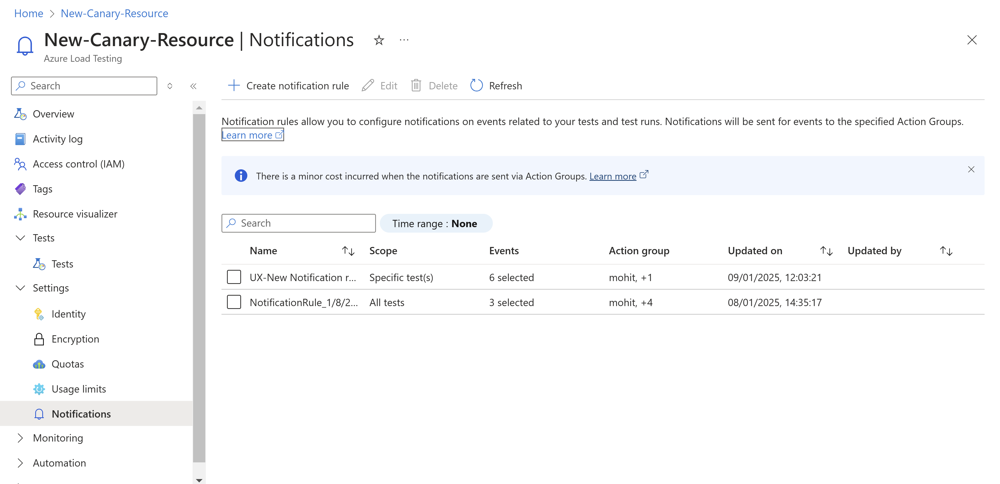 Home > New-Canary-Resource
New-Canary-Resource | Notifications
Azure Load Testing
Search
Overview
Activity log
Access control (IAM)
Tags
Resource visualizer
Tests
Tests
Settings
Identity
Encryption
Quotas
Usage limits
Notifications
Monitoring
Automation
Create notification rule Edit Delete Refresh
Notification rules allow you to configure notifications on events related to your tests and test runs. Notifications will be sent for events to the specified Action Groups.
Learn more
There is a minor cost incurred when the notifications are sent via Action Groups. Learn more
Search Time range : None
Name Scope Events Action group Updated on Updated by
UX-New Notification r... Specific test(s) 6 selected mohit, +1 09/01/2025, 12:03:21
NotificationRule_1/8/2... All tests 3 selected mohit, +4 08/01/2025, 14:35:17